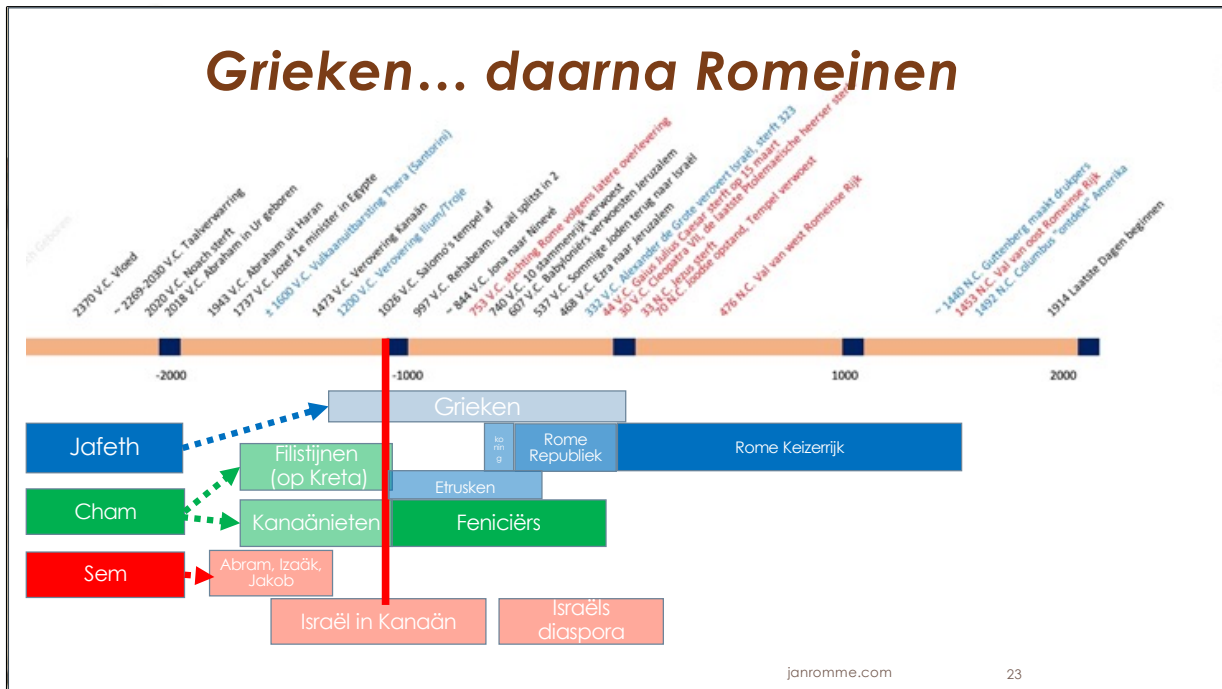 Grieken... daarna Romeinen
2370 V.C. Vloed
~ 2269-2030 V.C. Taalverwarring
2020 V.C. Noach sterft
2018 V.C. Abraham in Ur geboren
1943 V.C. Abraham uit Haran
1737 V.C. Jozef 1e minister in Egypte
± 1600 V.C. Vulkaanuitbarsting Thera (Santorini)
1473 V.C. Verovering Kanaän
1200 V.C. Verovering Ilium/Troje
1026 V.C. Salomo's tempel af
997 V.C. Rehabeam. Israël splitst in 2
~ 844 V.C. Jona naar Ninevé
753 V.C. stichting Rome volgens latere overlevering
740 V.C. 10 stammenrijk verwoest
607 V.C. Babyloniërs verwoesten Jeruzalem
537 V.C. Sommige Joden terug naar Israël
468 V.C. Ezra naar Jeruzalem
332 V.C. Alexander de Grote verovert Israël, sterft 323
44 V.C. Gaius Julius Caesar sterft op 15 maart
30 V.C. Cleopatra VII, de laatste Ptolemaeïsche heerser sterft
33 N.C. Jezus sterft
70 N.C. Joodse opstand, Tempel verwoest
476 N.C. Val van west Romeinse Rijk
~ 1440 N.C. Guttenberg maakt drukpers
1453 N.C. Val van oost Romeinse Rijk
1492 N.C. Columbus "ontdekt" Amerika
1914 Laatste Dagen beginnen
-2000
-1000
1000
2000
Grieken
Jafeth
ko
nin
g
Rome
Republiek
Rome Keizerrijk
Filistijnen
(op Kreta)
Etrusken
Cham
Kanaänieten
Feniciërs
Sem
Abram, Izaäk,
Jakob
Israël in Kanaän
Israëls
diaspora
janromme.com
23